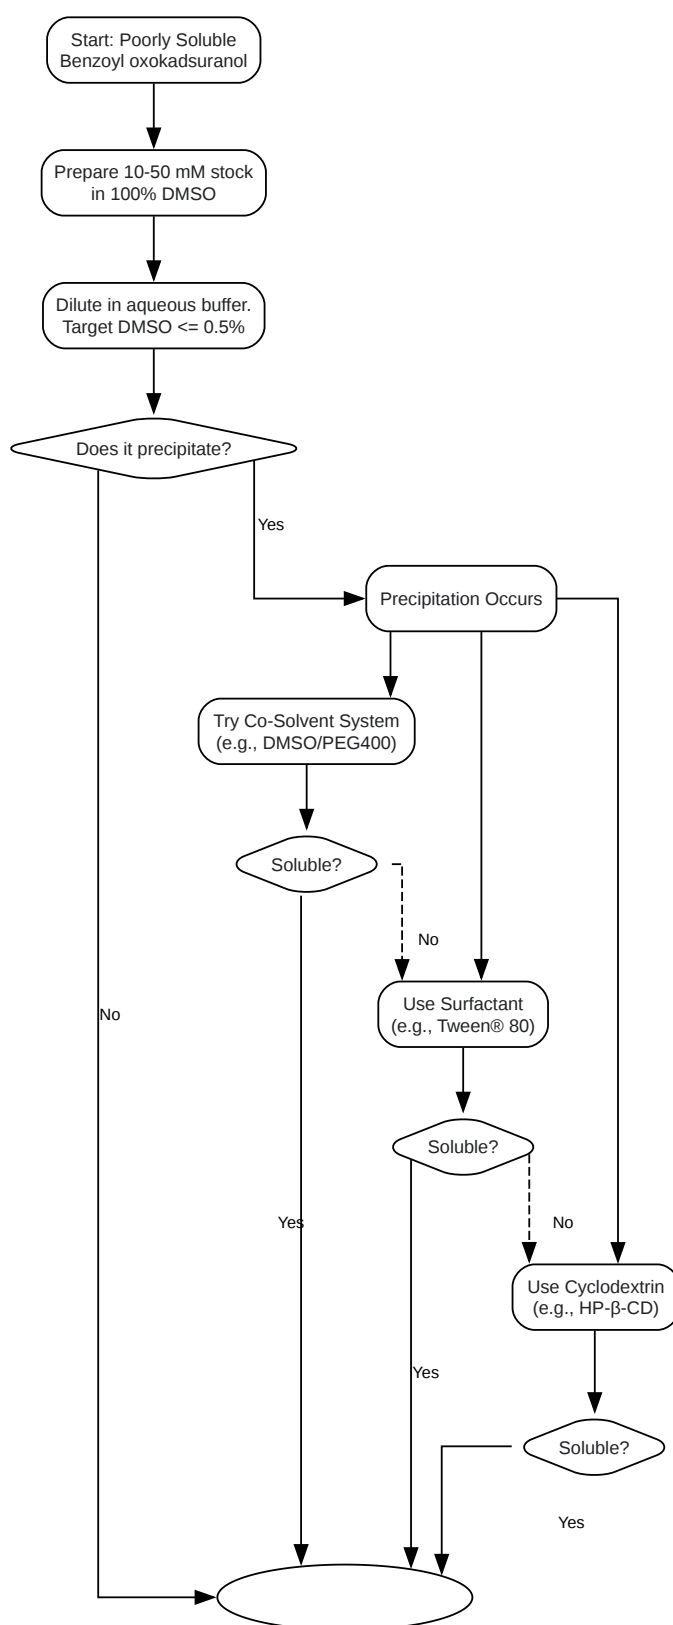 Start: Poorly Soluble
Benzoyl oxokadsuranol
Prepare 10-50 mM stock
in 100% DMSO
Dilute in aqueous buffer.
Target DMSO <= 0.5%
Does it precipitate?
Yes
Precipitation Occurs
Try Co-Solvent System
(e.g., DMSO/PEG400)
Soluble?
No
No
Use Surfactant
(e.g., Tween® 80)
Soluble?
Yes
No
Use Cyclodextrin
(e.g., HP-β-CD)
Yes
Soluble?
Yes